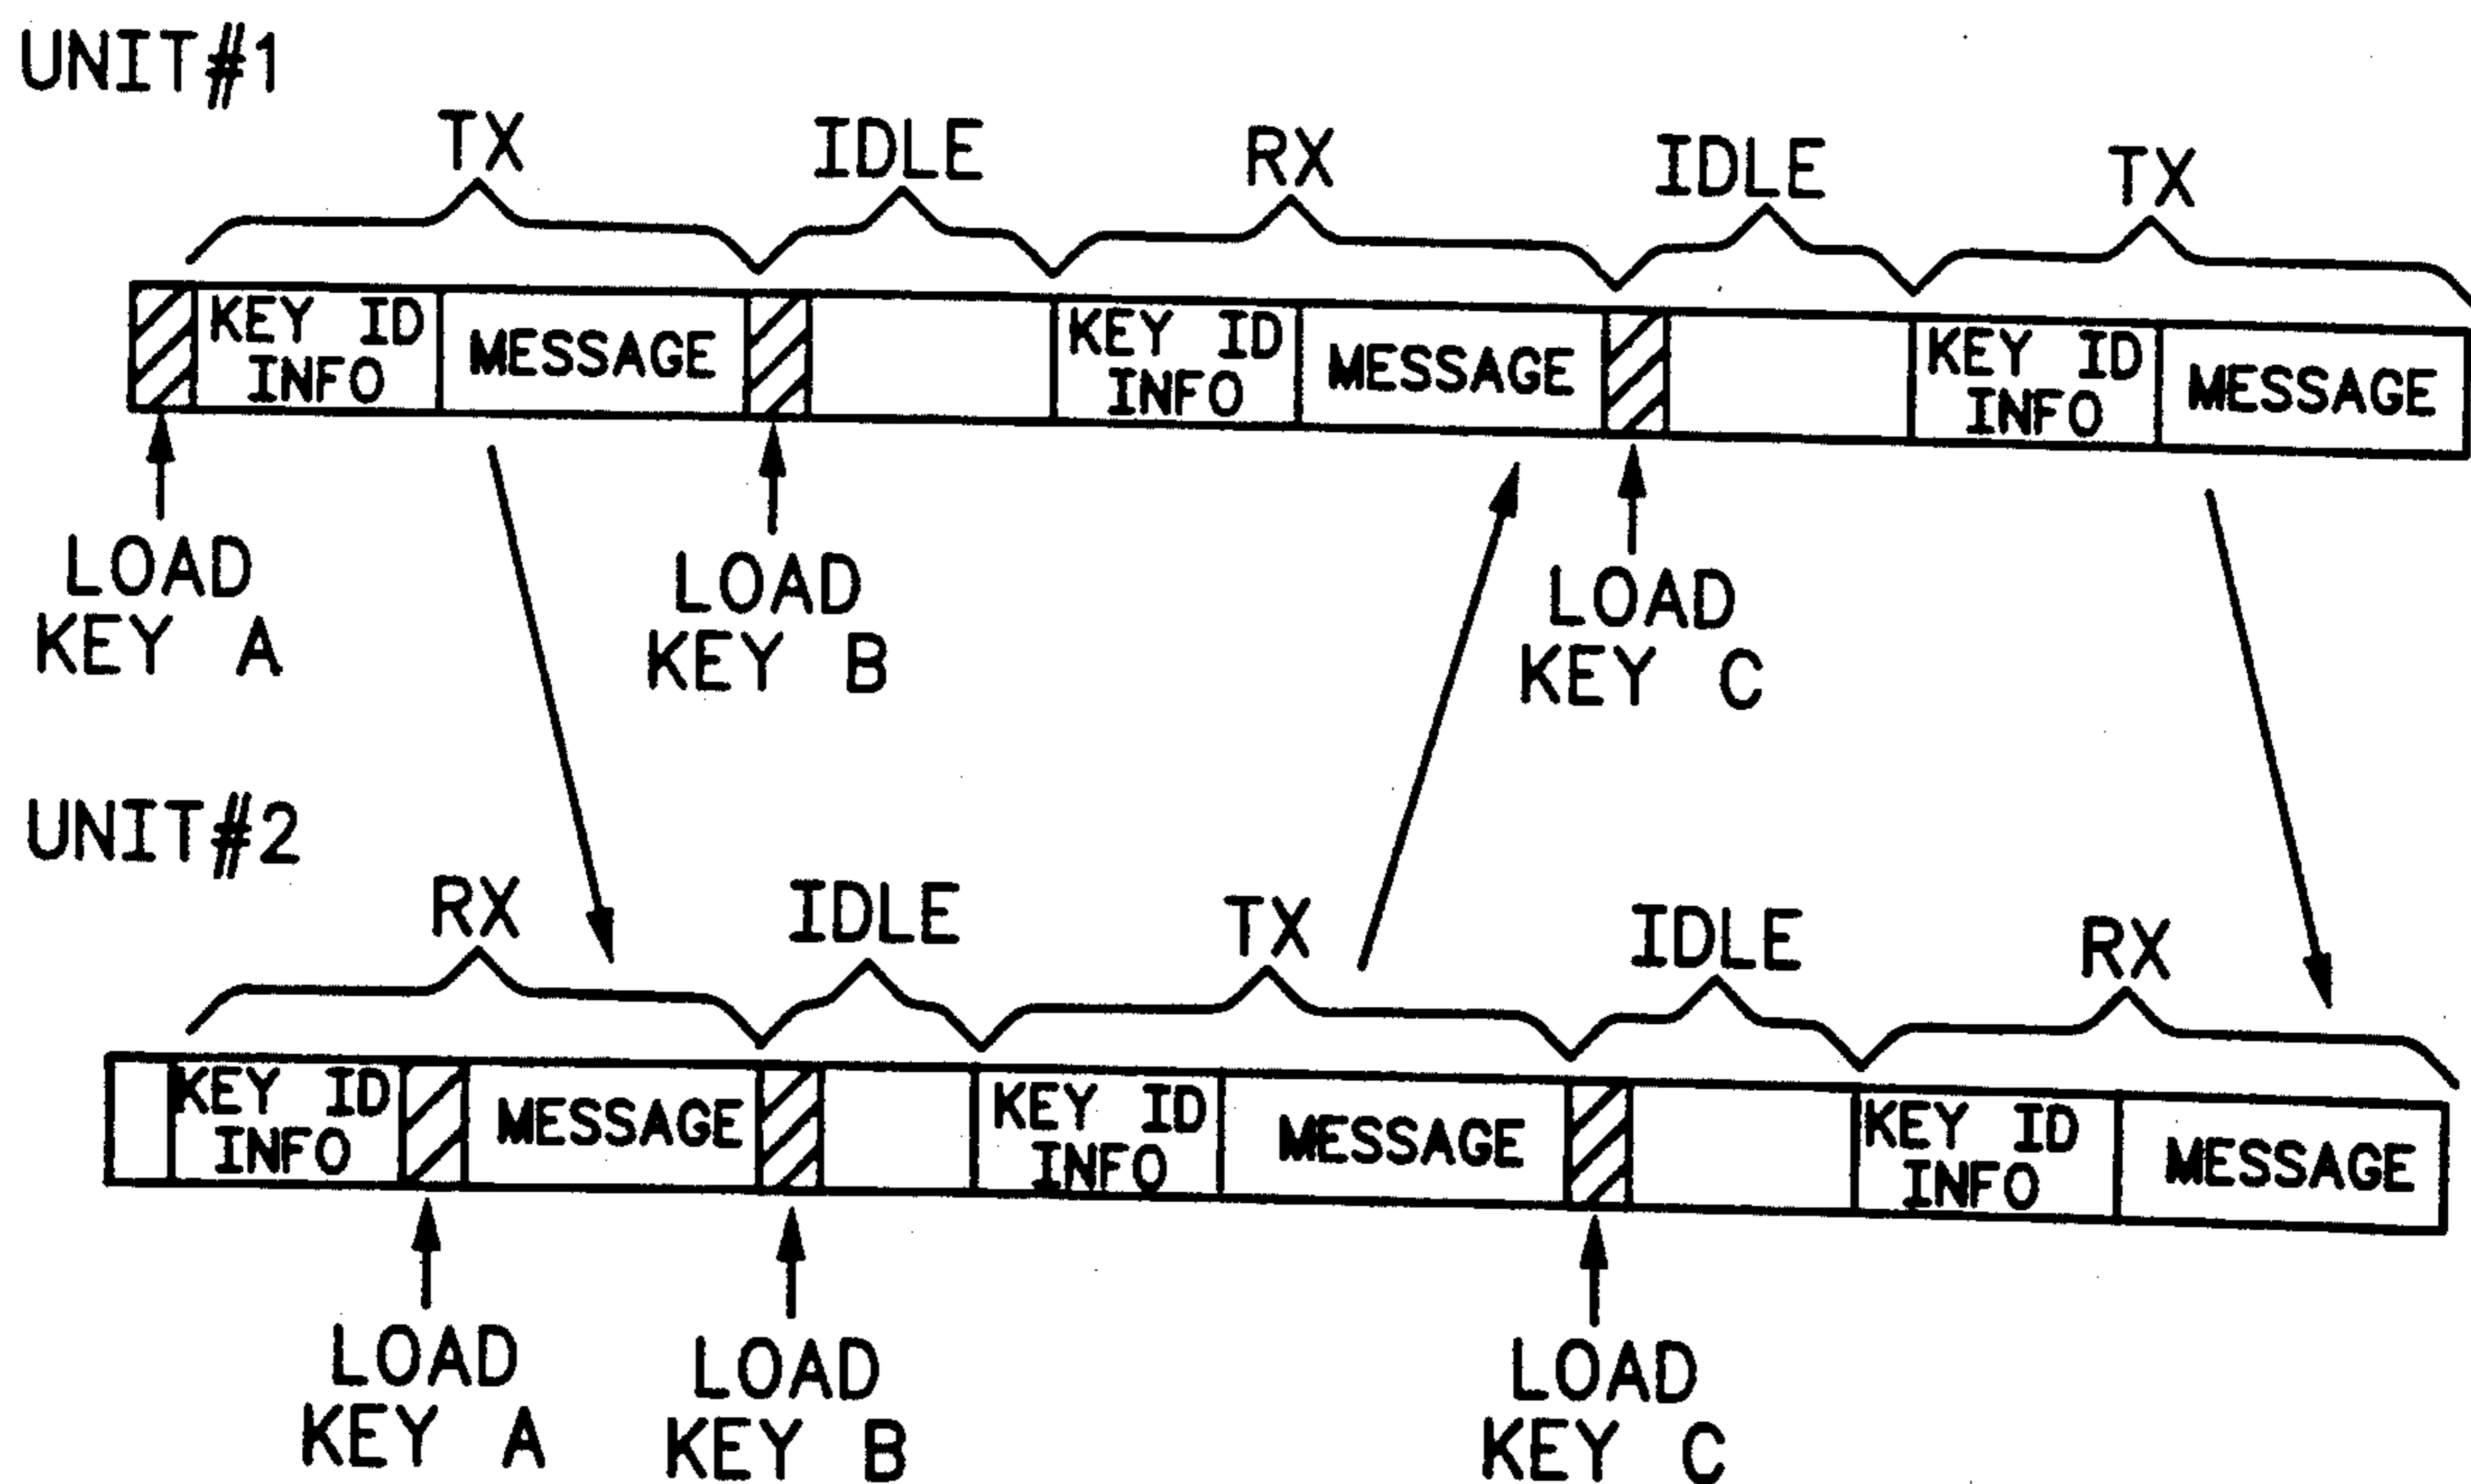 UNIT#1
TX IDLE RX IDLE TX
KEY ID INFO MESSAGE KEY ID INFO MESSAGE KEY ID INFO MESSAGE
LOAD KEY A
LOAD KEY B
LOAD KEY C
UNIT#2
RX IDLE TX IDLE RX
KEY ID INFO MESSAGE KEY ID INFO MESSAGE KEY ID INFO MESSAGE
LOAD KEY A
LOAD KEY B
LOAD KEY C